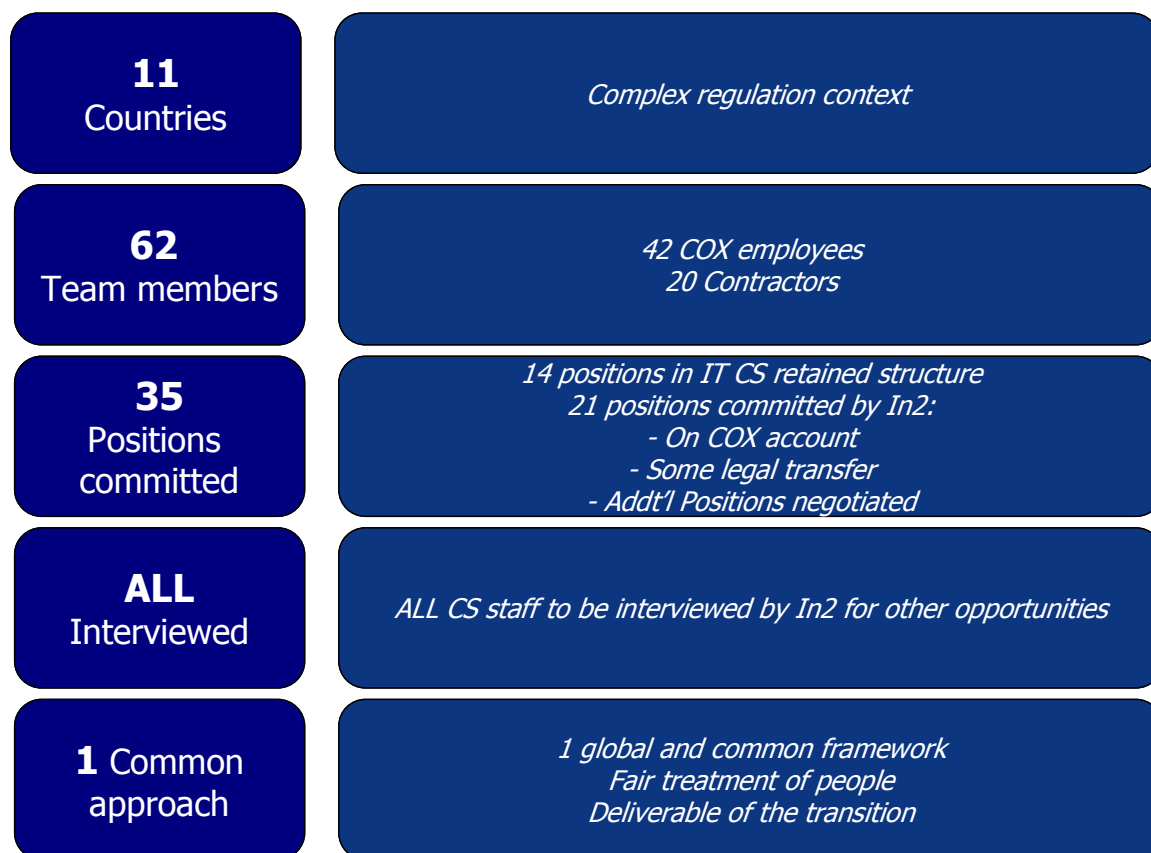 11
Countries
Complex regulation context
62
Team members
42 COX employees
20 Contractors
35
Positions
committed
14 positions in IT CS retained structure
21 positions committed by In2:
- On COX account
- Some legal transfer
- Addt'l Positions negotiated
ALL
Interviewed
ALL CS staff to be interviewed by In2 for other opportunities
1 Common
approach
1 global and common framework
Fair treatment of people
Deliverable of the transition